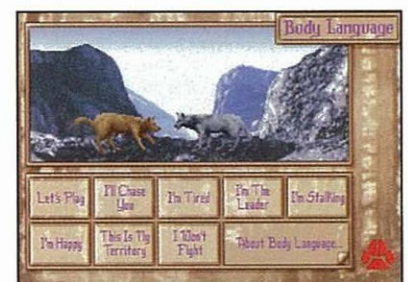 Body Language
Let's Play
I'll Chase
You
I'm Tired
I'm The
Leader
I'm Stalking
I'm Happy
This Is My
Territory
I Won't
Fight
About Body Language...